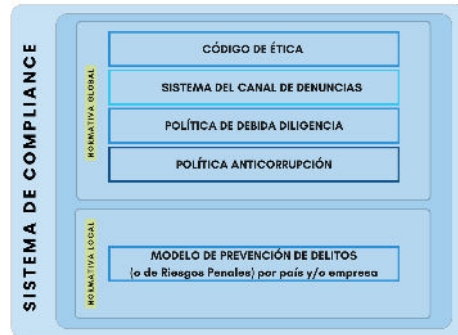 SISTEMA DE COMPLIANCE
NORMATIVA GLOBAL
CÓDIGO DE ÉTICA
SISTEMA DEL CANAL DE DENUNCIAS
POLÍTICA DE DEBIDA DILIGENCIA
POLÍTICA ANTICORRUPCIÓN
NORMATIVA LOCAL
MODELO DE PREVENCIÓN DE DELITOS
(o de Riesgos Penales) por país y/o empresa